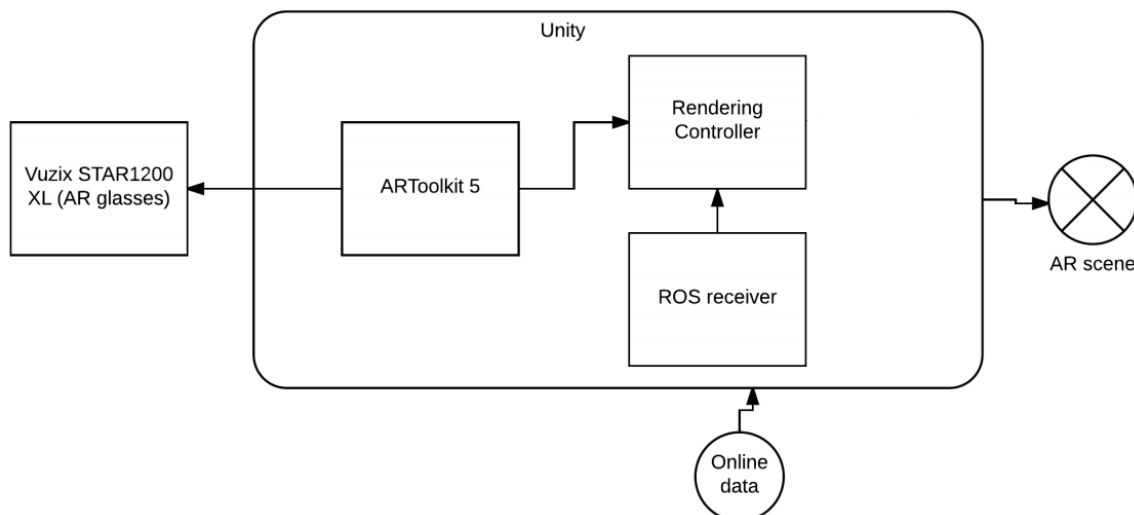 Unity
Rendering
Controller
Vuzix STAR1200
XL (AR glasses)
ARToolkit 5
AR scene
ROS receiver
Online
data